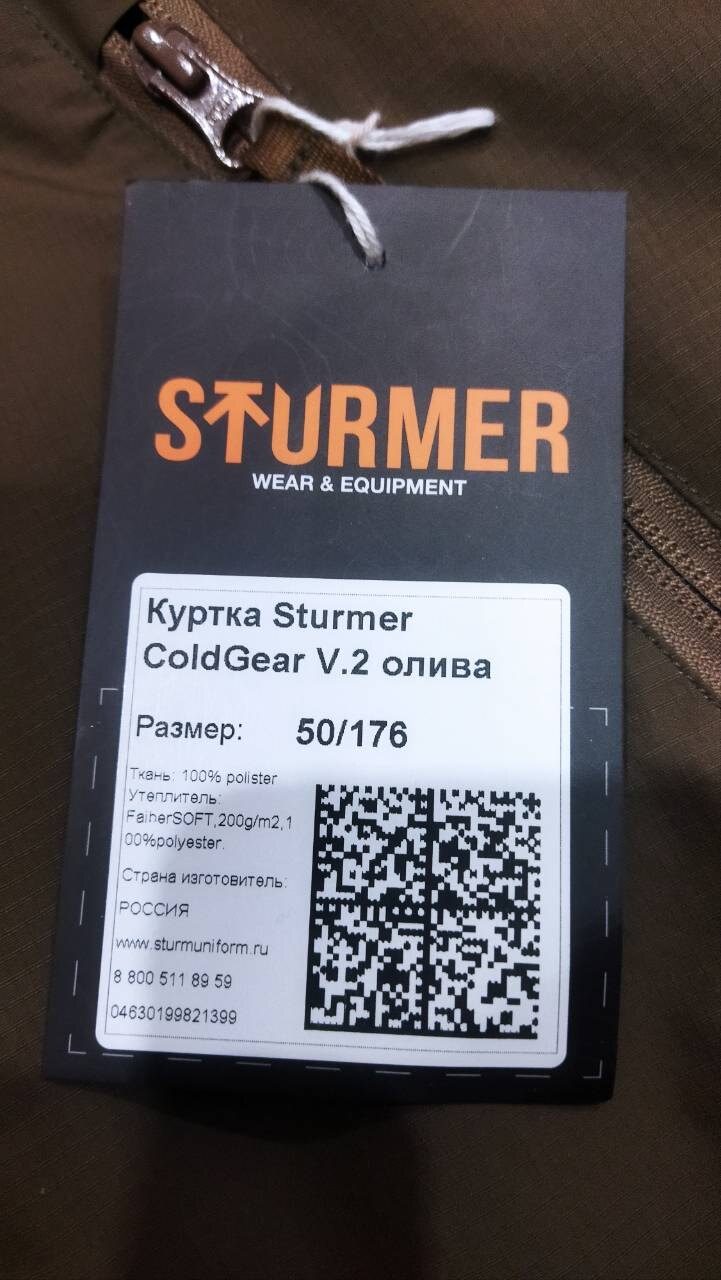 STURMER
WEAR & EQUIPMENT
Куртка Sturmer
ColdGear V.2 олива
Размер: 50/176
Ткань: 100% polister
Утеплитель:
FaiherSOFT,200g/m2,1
00%polyester.
Страна изготовитель:
РОССИЯ
www.sturmuniform.ru
8 800 511 89 59
04630199821399